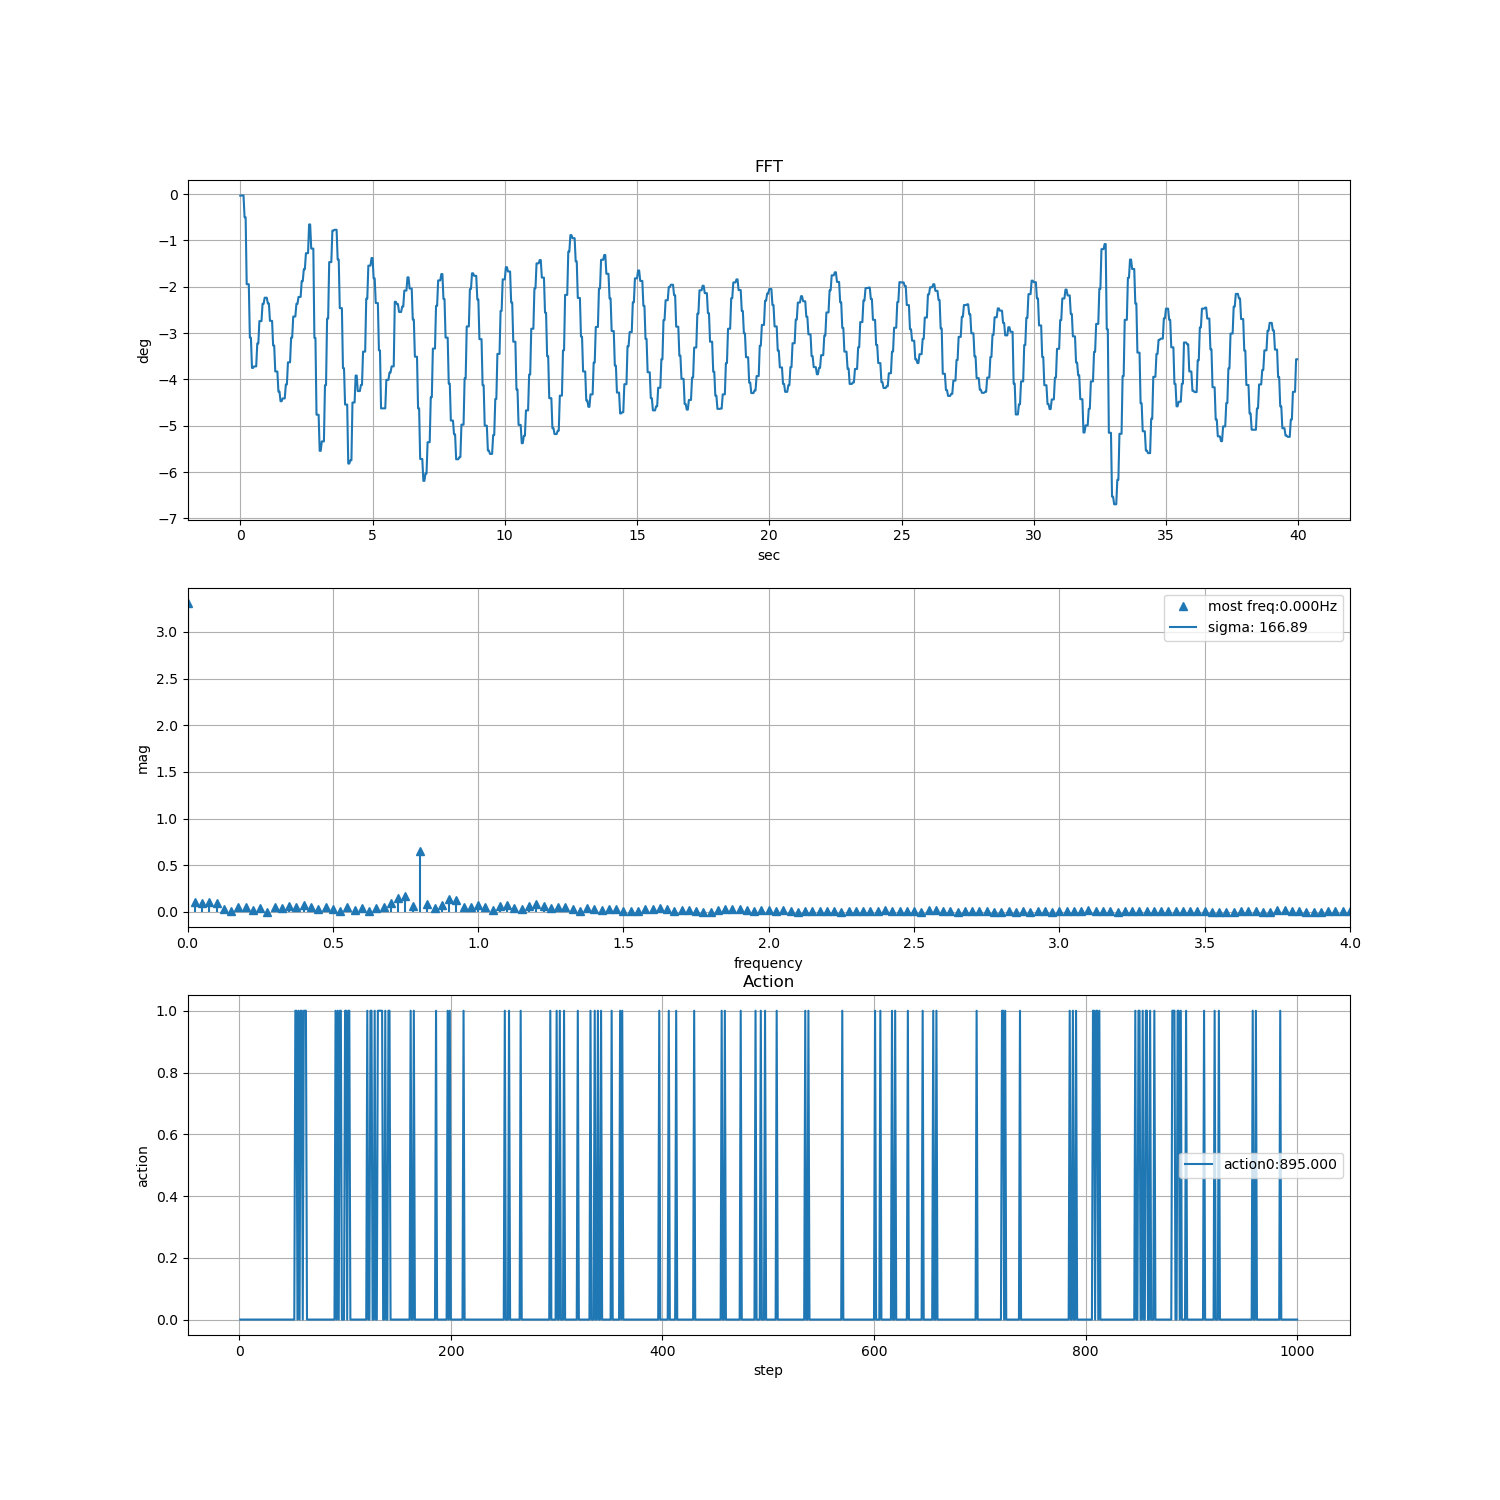 FFT
0
−1
−2
−3
−4
−5
−6
−7
deg
0 5 10 15 20 25 30 35 40
sec
most freq:0.000Hz
sigma: 166.89
3.0
2.5
2.0
1.5
1.0
0.5
0.0
mag
0.0 0.5 1.0 1.5 2.0 2.5 3.0 3.5 4.0
frequency
Action
1.0
0.8
0.6
0.4
0.2
0.0
action
action0:895.000
0 200 400 600 800 1000
step